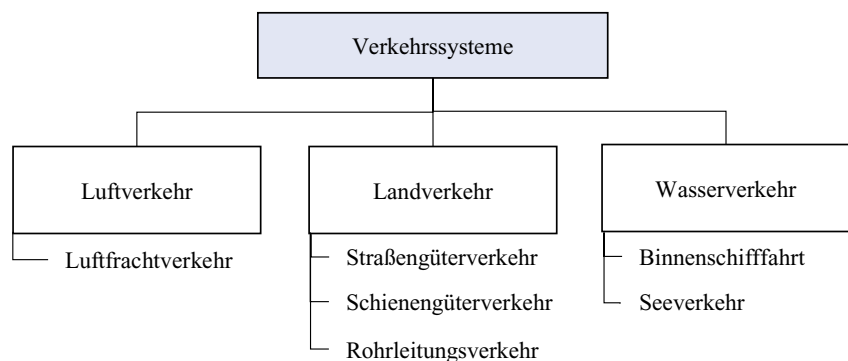 Verkehrssysteme
Luftverkehr
Landverkehr
Wasserverkehr
Luftfrachtverkehr
Straßengüterverkehr
Binnenschifffahrt
Schienengüterverkehr
Seeverkehr
Rohrleitungsverkehr